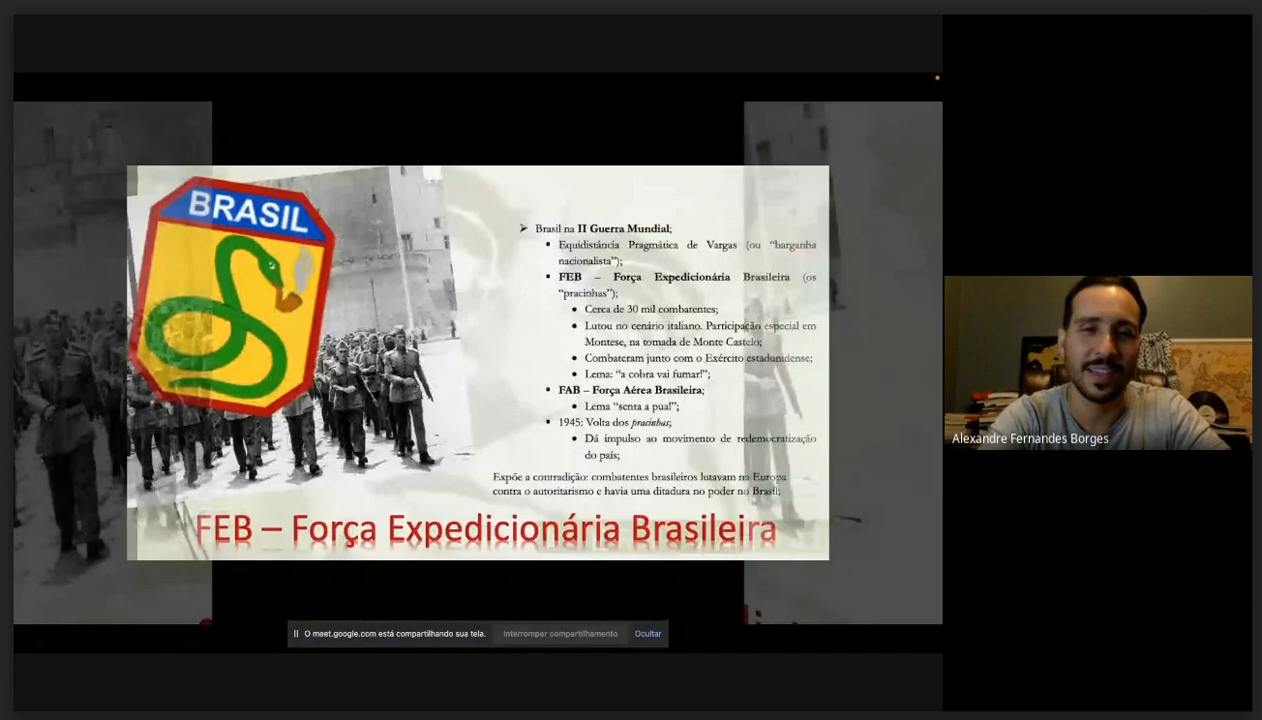 BRASIL
Brasil na II Guerra Mundial;
Equidistância Pragmática de Vargas (ou “barganha
nacionalista”);
FEB – Força Expedicionária Brasileira (os
“pracinhas”);
Cerca de 30 mil combatentes;
Lutou no cenário italiano. Participação especial em
Montese, na tomada de Monte Castelo;
Combateram junto com o Exército estadunidense;
Lema: “a cobra vai fumar!”;
FAB – Força Aérea Brasileira;
Lema “senta a pua!”;
1945: Volta dos pracinhas;
Dá impulso ao movimento de redemocratização
do país;
Expõe a contradição: combatentes brasileiros lutavam na Europa
contra o autoritarismo e havia uma ditadura no poder no Brasil;
FEB – Força Expedicionária Brasileira
Alexandre Fernandes Borges
O meet.google.com está compartilhando sua tela. Interromper compartilhamento Ocultar